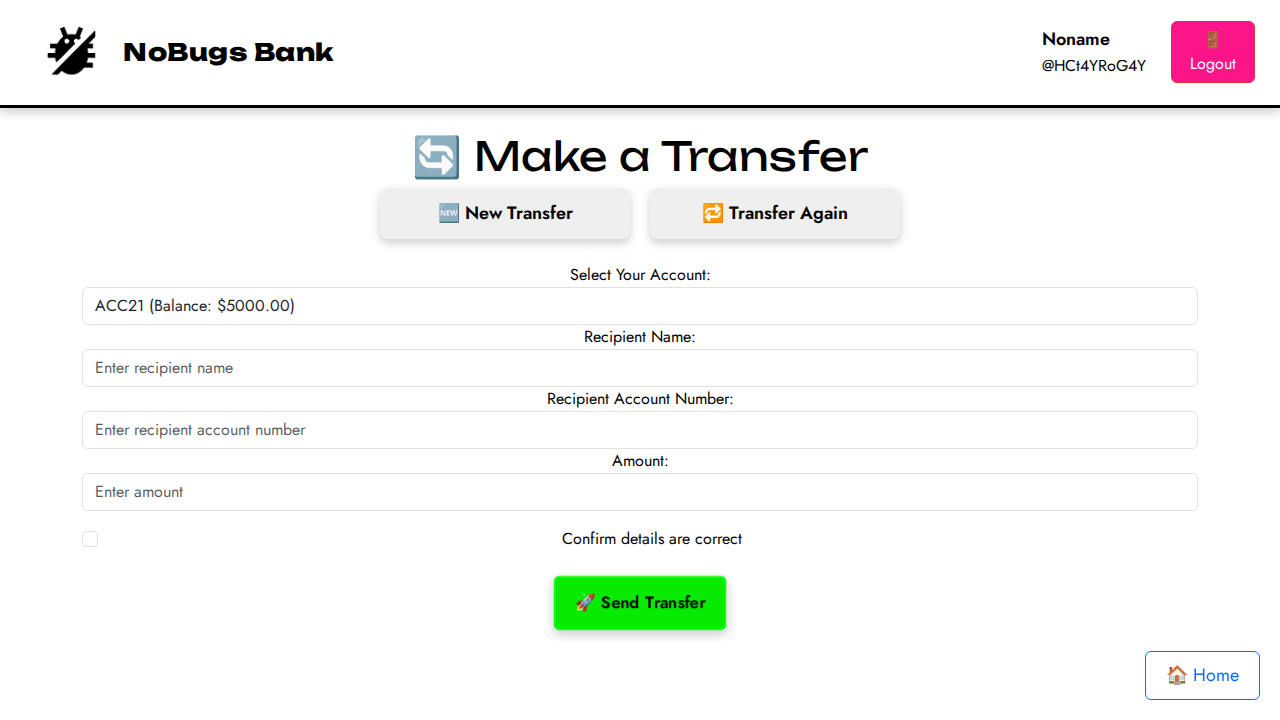 NoBugs Bank
Noname
@HCt4YRoG4Y
🚪
Logout
🔄 Make a Transfer
🆕 New Transfer
🔁 Transfer Again
Select Your Account:
ACC21 (Balance: $5000.00)
Recipient Name:
Enter recipient name
Recipient Account Number:
Enter recipient account number
Amount:
Enter amount
Confirm details are correct
🚀 Send Transfer
🏠 Home